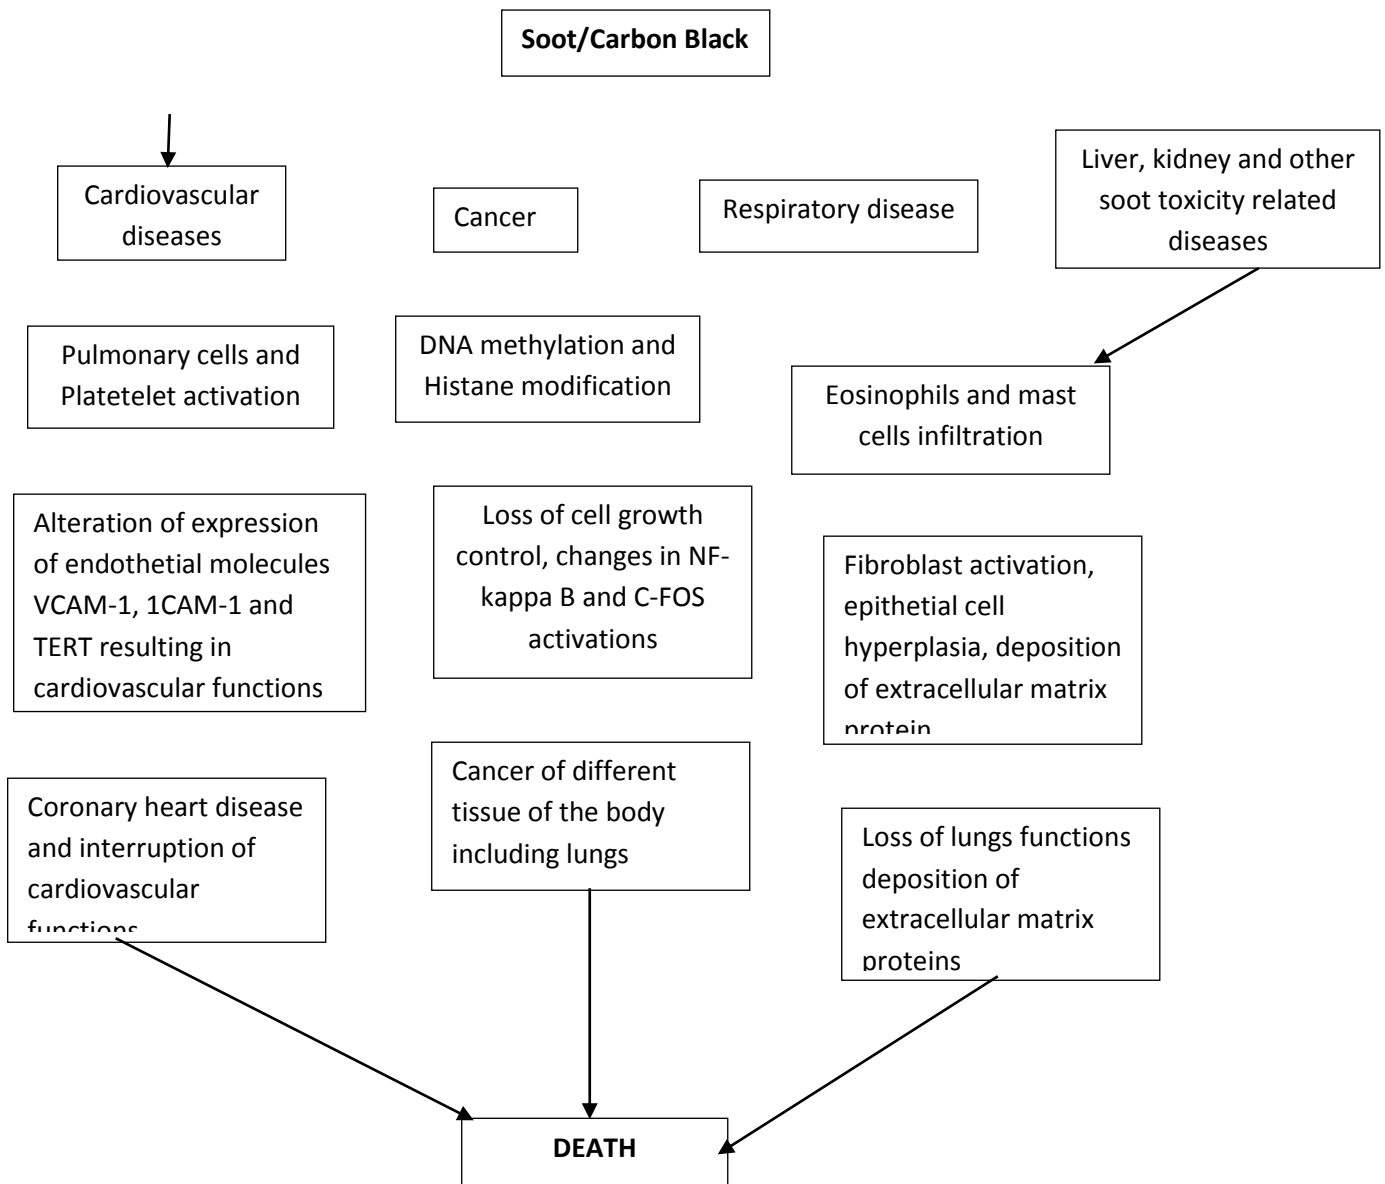 Soot/Carbon Black
Cardiovascular
diseases
Cancer
Respiratory disease
Liver, kidney and other
soot toxicity related
diseases
Pulmonary cells and
Platetelet activation
DNA methylation and
Histane modification
Eosinophils and mast
cells infiltration
Alteration of expression
of endothetial molecules
VCAM-1, 1CAM-1 and
TERT resulting in
cardiovascular functions
Loss of cell growth
control, changes in NF-
kappa B and C-FOS
activations
Fibroblast activation,
epithetial cell
hyperplasia, deposition
of extracellular matrix
protein
Coronary heart disease
and interruption of
cardiovascular
functions
Cancer of different
tissue of the body
including lungs
Loss of lungs functions
deposition of
extracellular matrix
proteins
DEATH